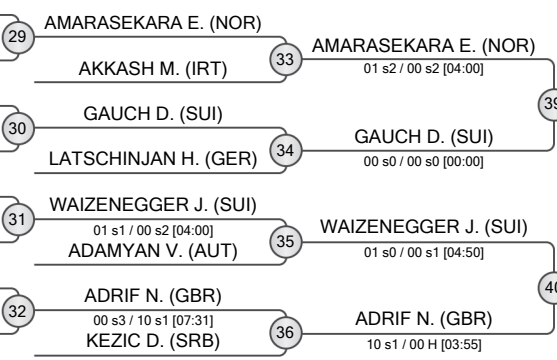 29
AMARASEKARA E. (NOR)
AKKASH M. (IRT)
33
AMARASEKARA E. (NOR)
01 s2 / 00 s2 [04:00]
39
30
GAUCH D. (SUI)
LATSCHINJAN H. (GER)
34
GAUCH D. (SUI)
00 s0 / 00 s0 [00:00]
31
WAIZENEGGER J. (SUI)
01 s1 / 00 s2 [04:00]
ADAMYAN V. (AUT)
35
WAIZENEGGER J. (SUI)
01 s0 / 00 s1 [04:50]
40
32
ADRIF N. (GBR)
00 s3 / 10 s1 [07:31]
KEZIC D. (SRB)
36
ADRIF N. (GBR)
10 s1 / 00 H [03:55]